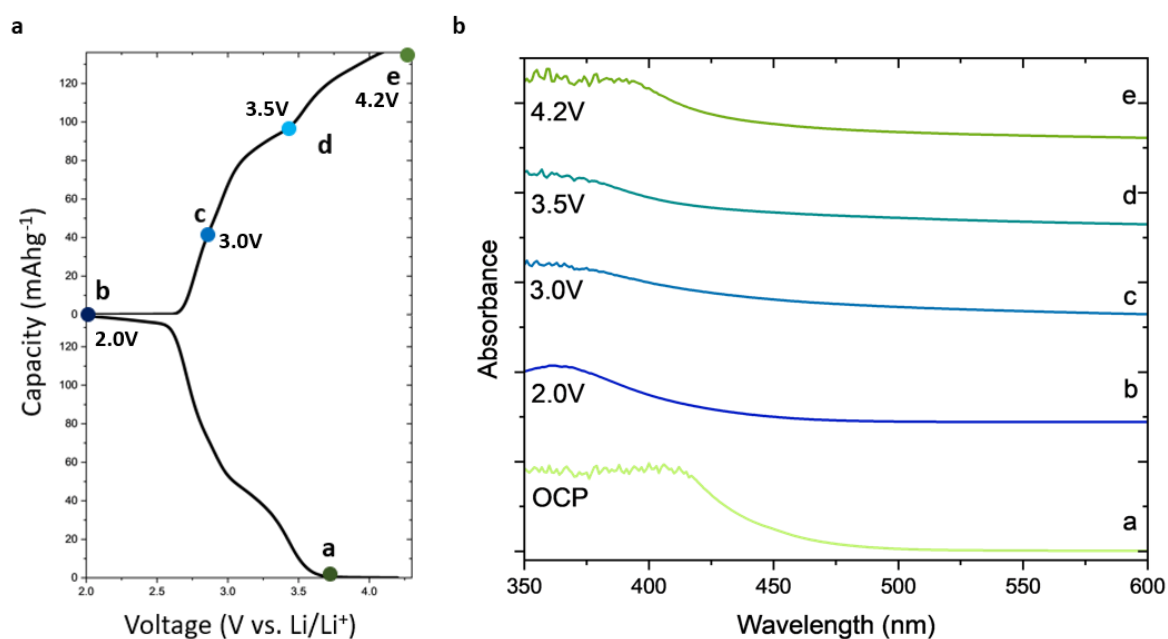 a
120
100
80
60
40
20
0
120
100
80
60
40
20
0
2.0
2.5
3.0
3.5
4.0
Capacity (mAhg⁻¹)
Voltage (V vs. Li/Li⁺)
e
4.2V
3.5V
d
c
3.0V
b
2.0V
a
b
Absorbance
4.2V
e
3.5V
d
3.0V
c
2.0V
b
OCP
a
350
400
450
500
550
600
Wavelength (nm)